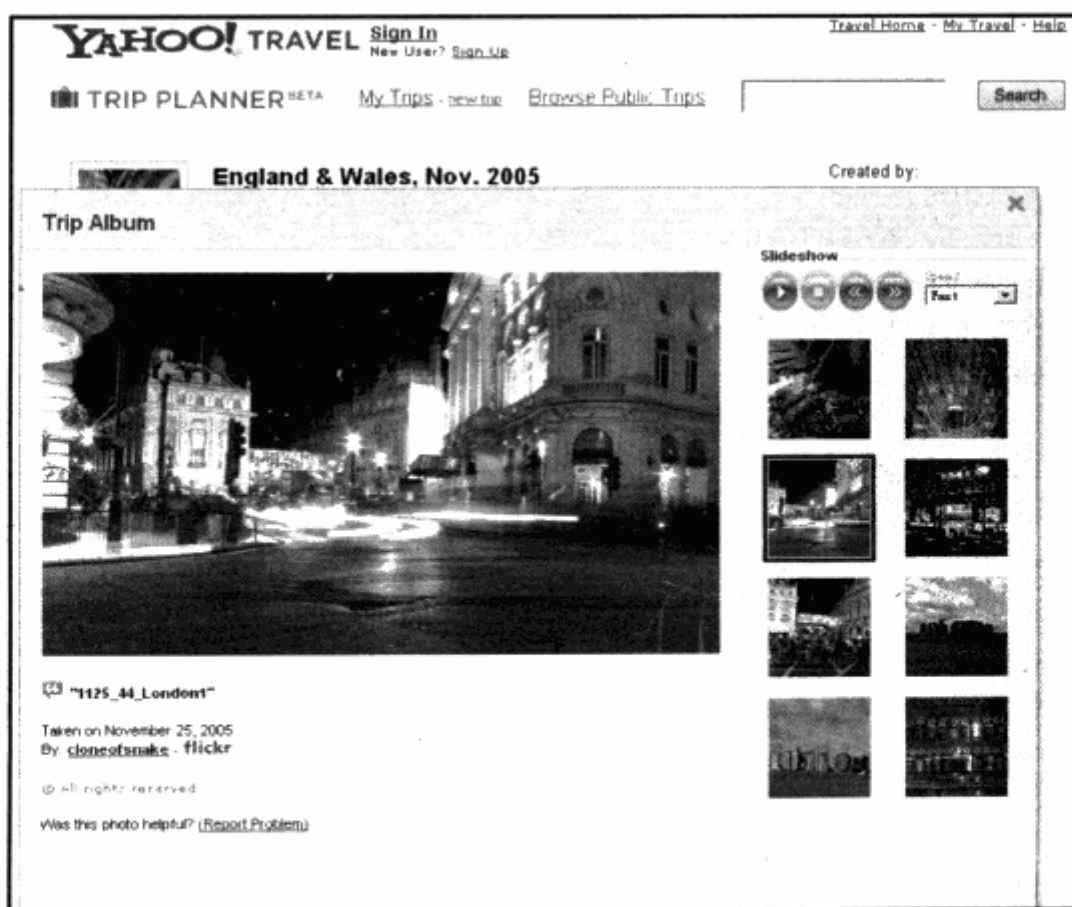 YAHOO! TRAVEL Sign In
New User? Sign Up
Travel Home - My Travel - Help
TRIP PLANNER BETA My Trips - new trip Browse Public Trips Search
England & Wales, Nov. 2005
Created by:
Trip Album
Slideshow
Fast
"1125_44_London1"
Taken on November 25, 2005
By: cloneofsnake - flickr
© All rights reserved
Was this photo helpful? (Report Problem)